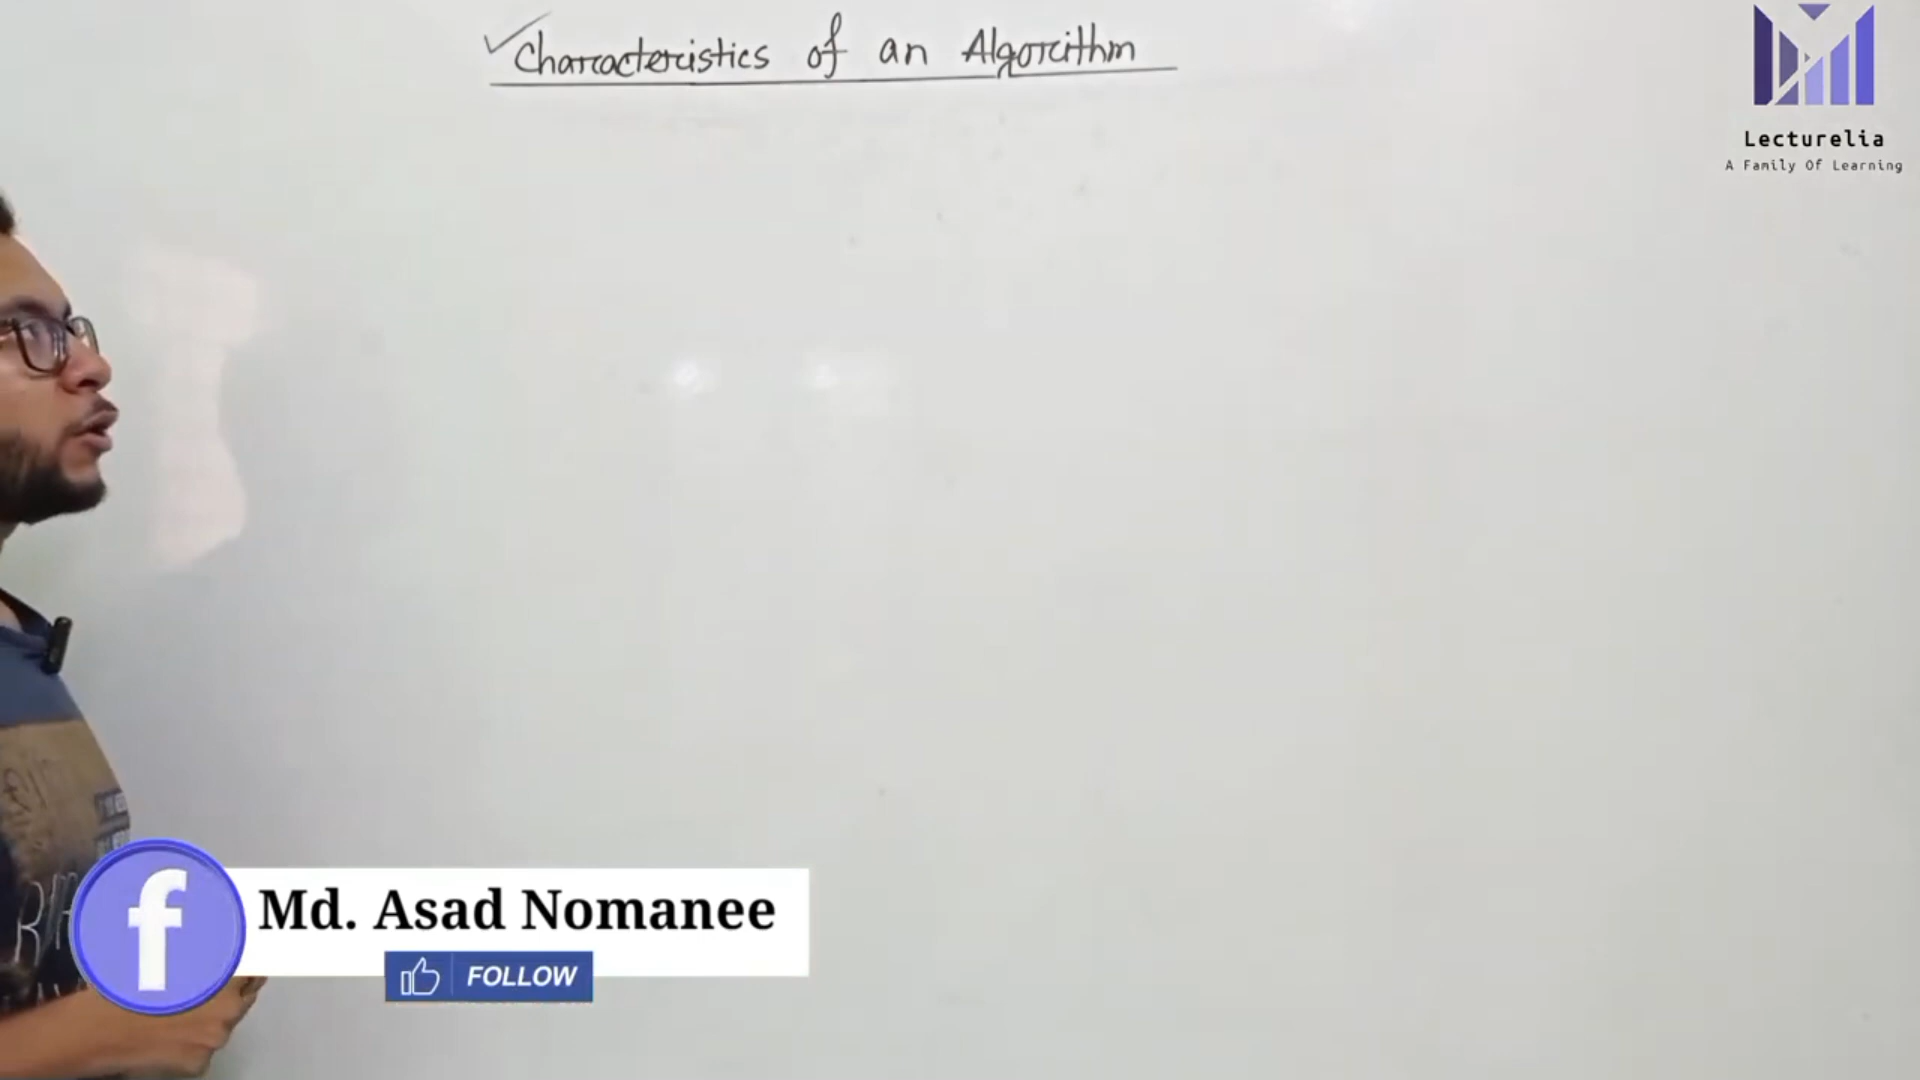 Characteristics of an Algorithm
Lecturelia
A Family Of Learning
Md. Asad Nomanee
FOLLOW